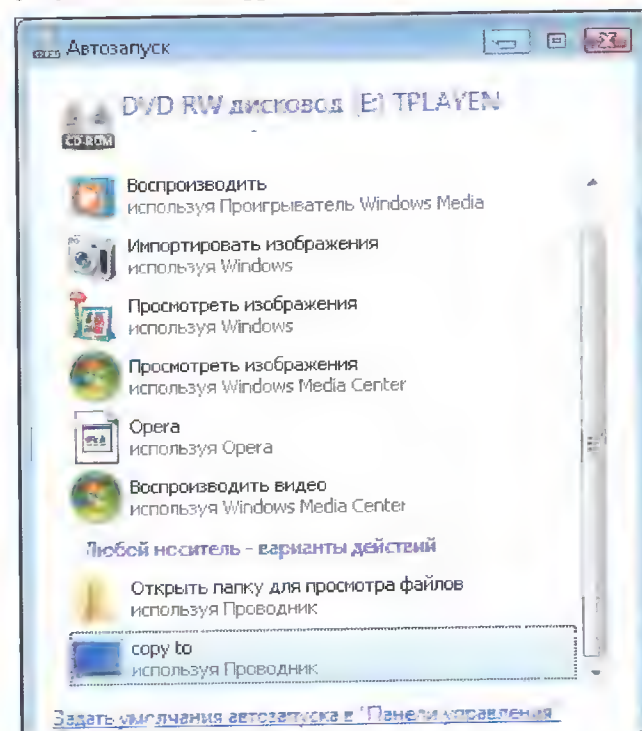 Автозапуск
DVD RW дисковод (E:) TPLAYEN
CD-ROM
Воспроизводить
используя Проигрыватель Windows Media
Импортировать изображения
используя Windows
Просмотреть изображения
используя Windows
Просмотреть изображения
используя Windows Media Center
Opera
используя Opera
Воспроизводить видео
используя Windows Media Center
Любой носитель - варианты действий
Открыть папку для просмотра файлов
используя Проводник
copy to
используя Проводник
Задать умолчания автозапуска в "Панели управления"